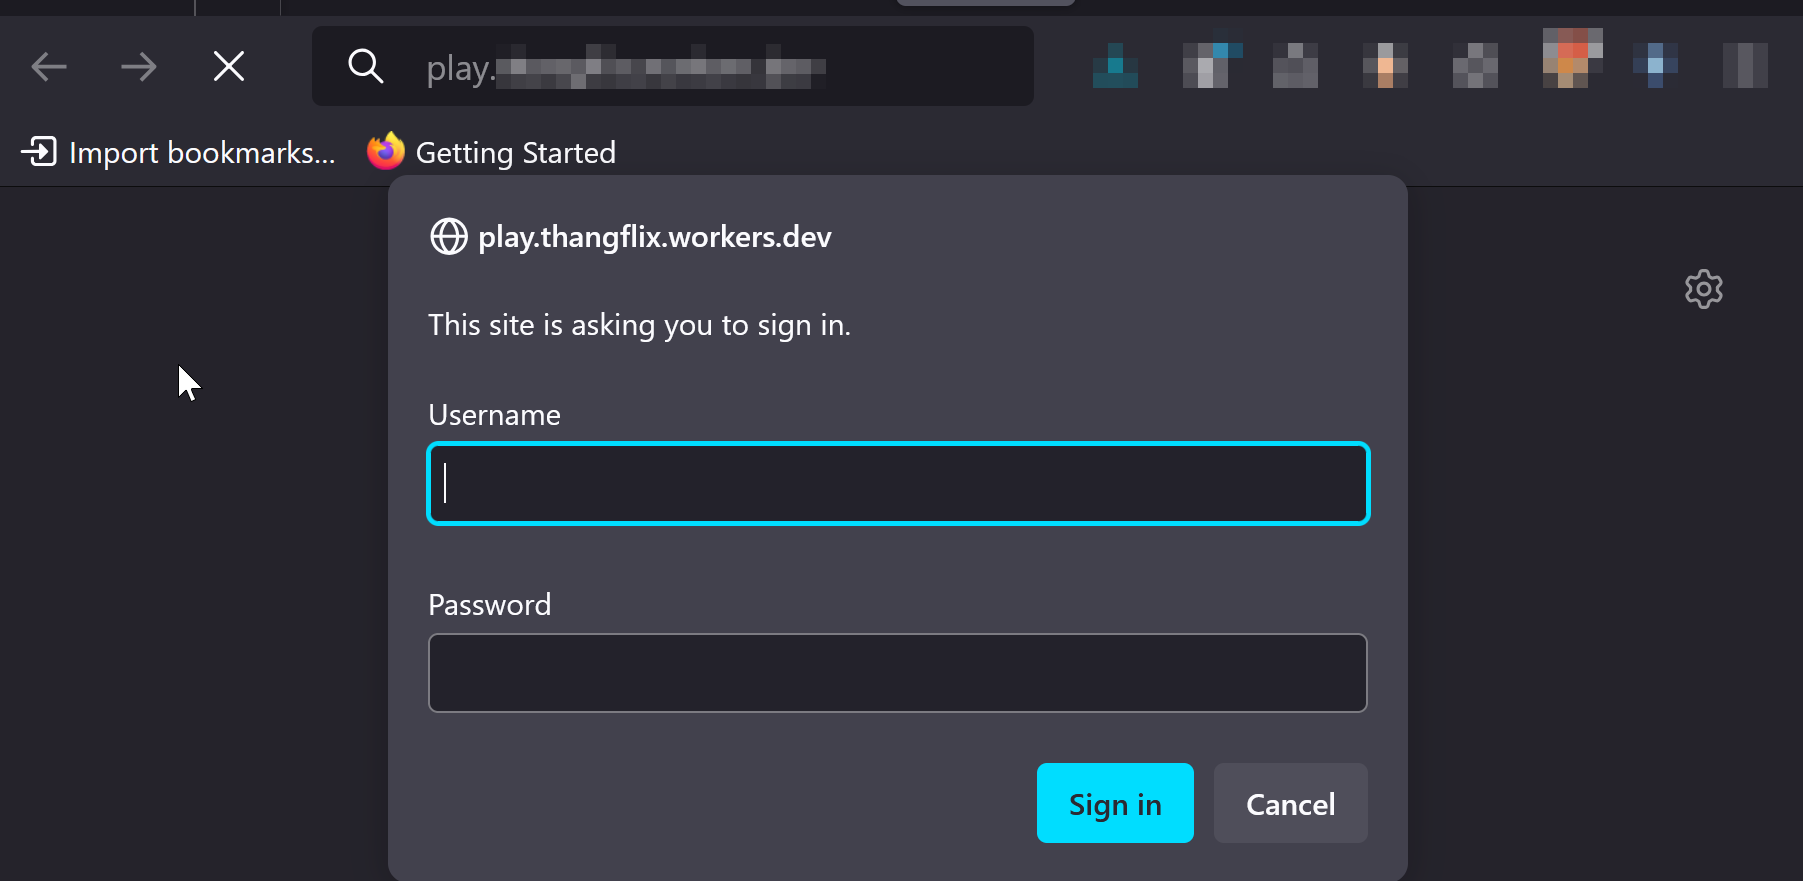 play.
Import bookmarks...
Getting Started
play.thangflix.workers.dev
This site is asking you to sign in.
Username
Password
Sign in
Cancel